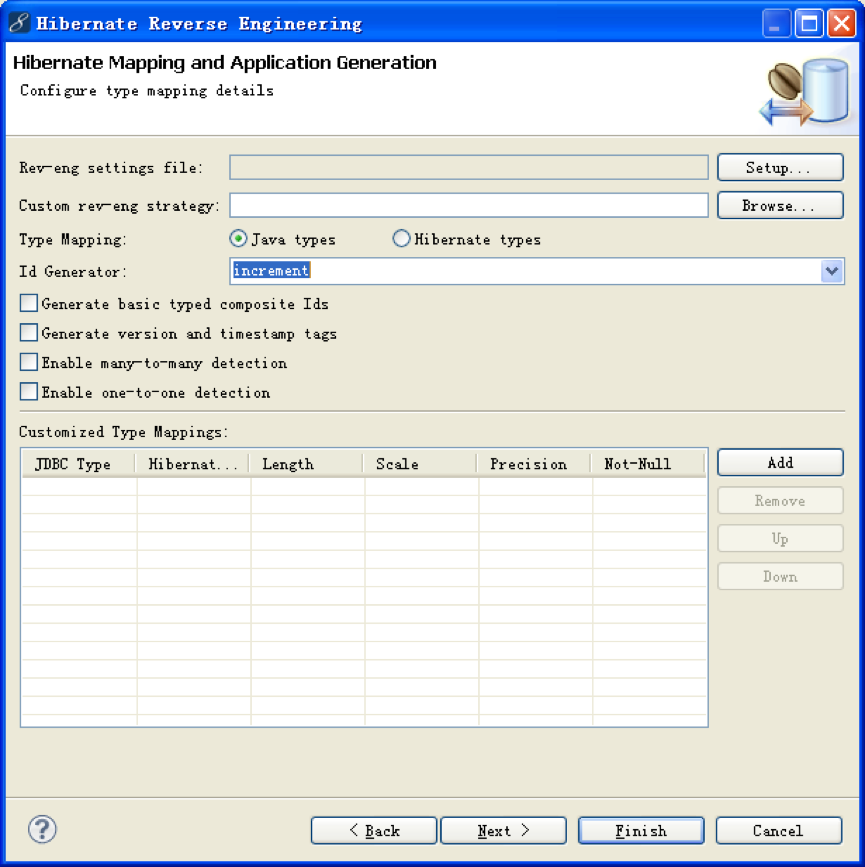 Hibernate Reverse Engineering
Hibernate Mapping and Application Generation
Configure type mapping details
Rev-eng settings file:
Setup...
Custom rev-eng strategy:
Browse...
Type Mapping:
Java types
Hibernate types
Id Generator:
increment
Generate basic typed composite Ids
Generate version and timestamp tags
Enable many-to-many detection
Enable one-to-one detection
Customized Type Mappings:
JDBC Type Hibernat... Length Scale Precision Not-Null
Add
Remove
Up
Down
? < Back Next > Finish Cancel